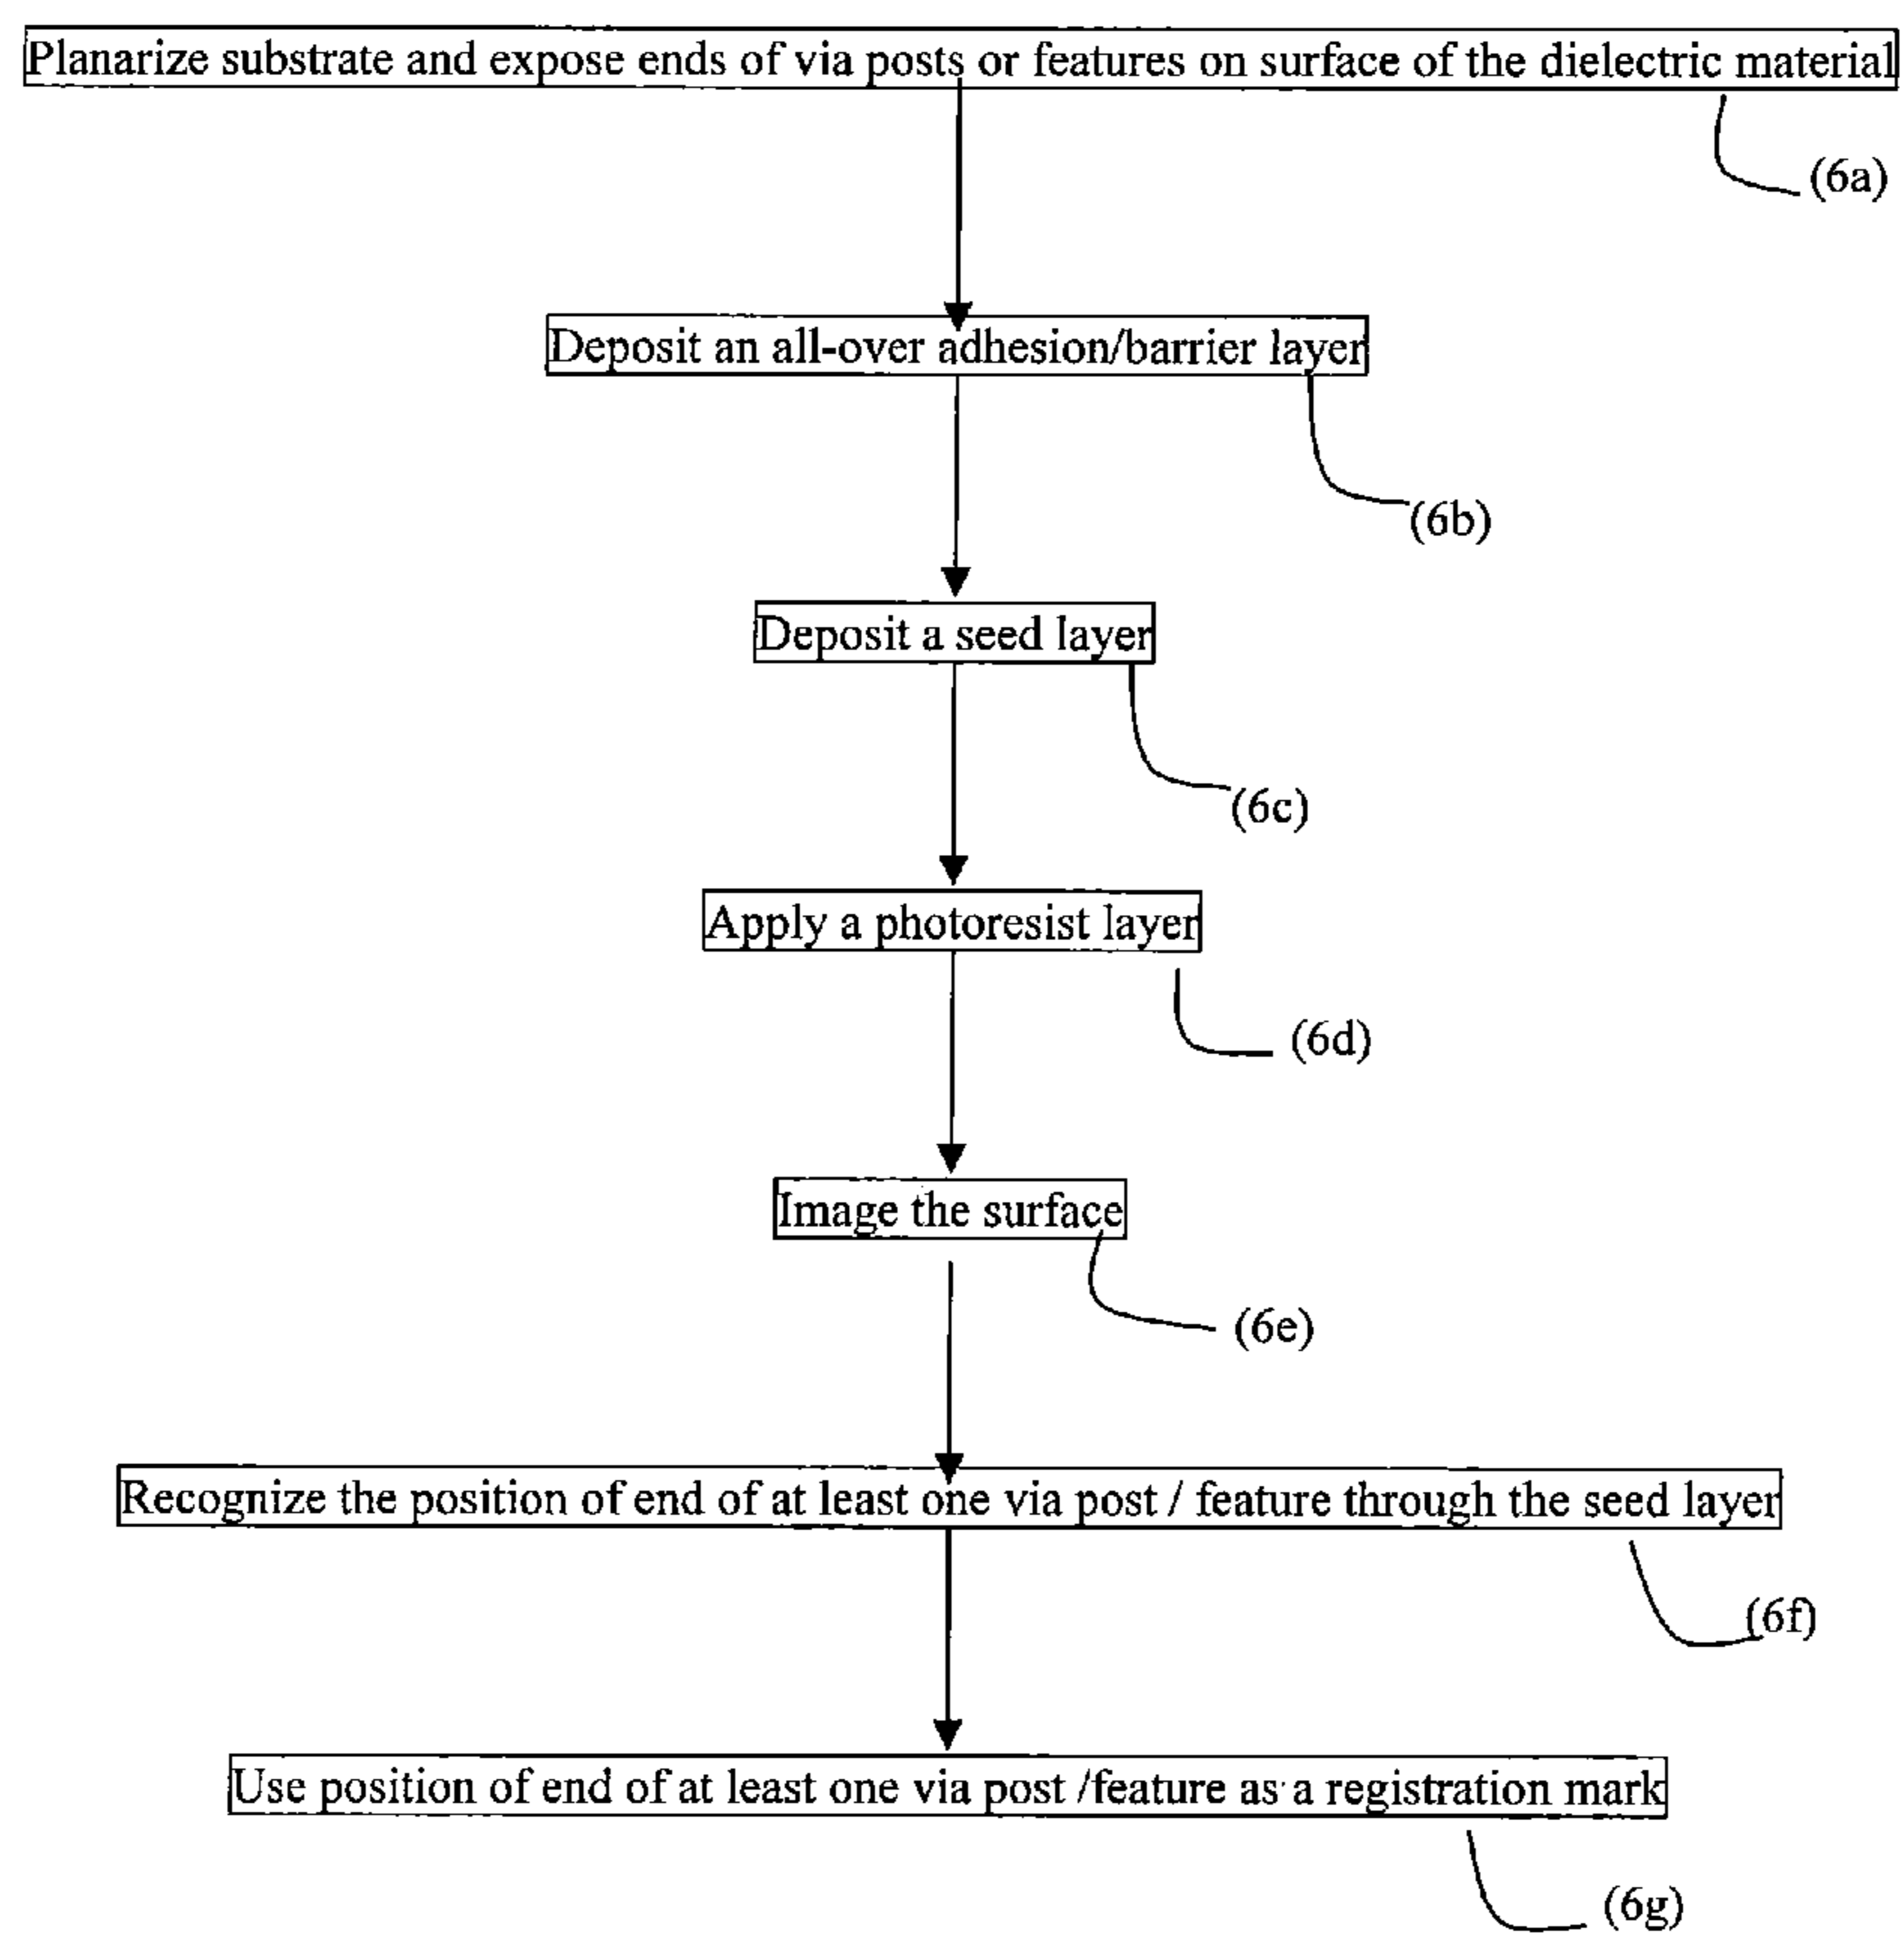 Planarize substrate and expose ends of via posts or features on surface of the dielectric material
(6a)
Deposit an all-over adhesion/barrier layer
(6b)
Deposit a seed layer
(6c)
Apply a photoresist layer
(6d)
Image the surface
(6e)
Recognize the position of end of at least one via post / feature through the seed layer
(6f)
Use position of end of at least one via post /feature as a registration mark
(6g)